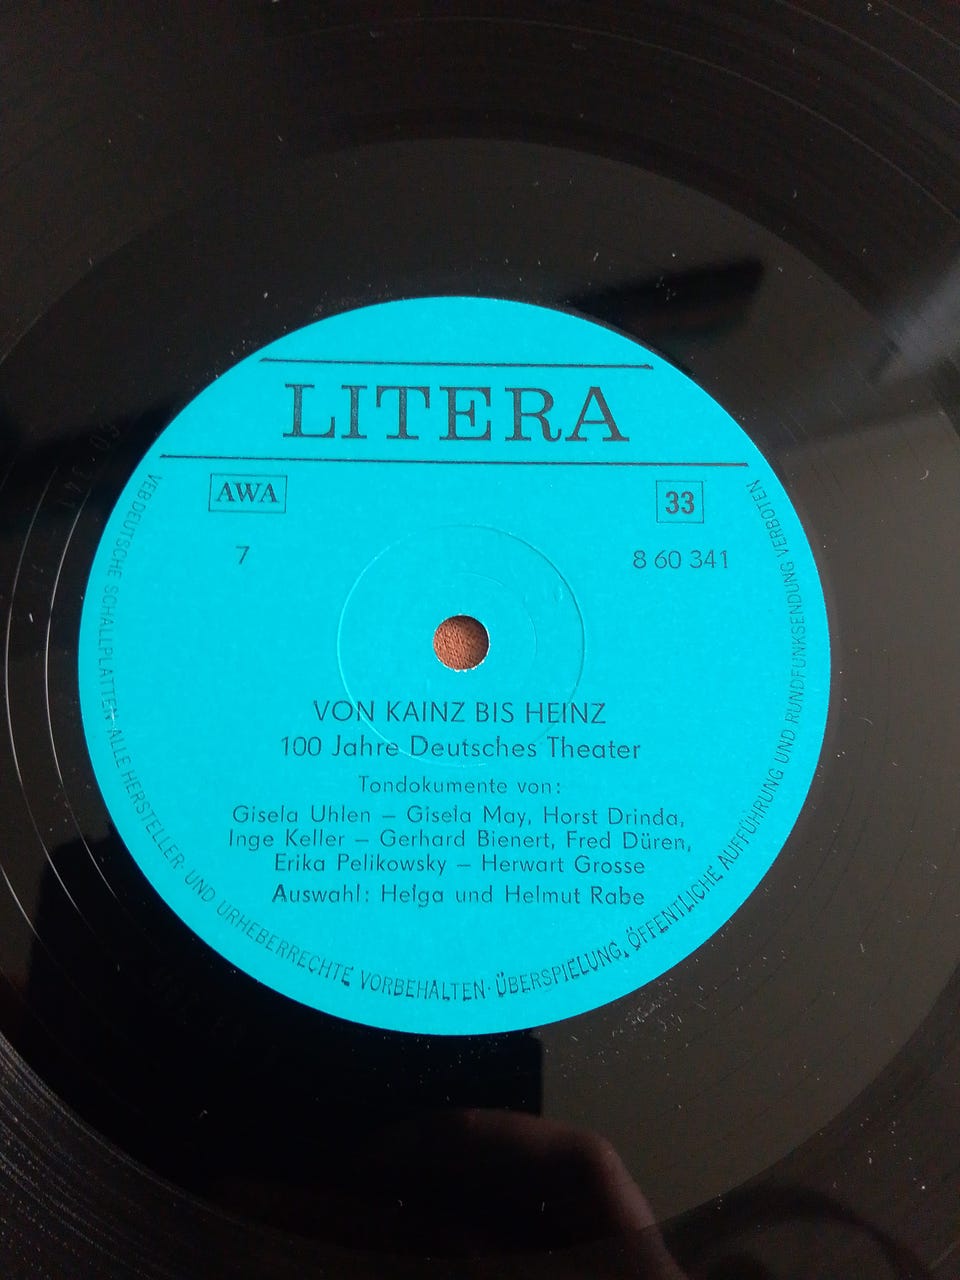 LITERA
AWA
33
7
8 60 341
VON KAINZ BIS HEINZ
100 Jahre Deutsches Theater
Tondokumente von:
Gisela Uhlen – Gisela May, Horst Drinda,
Inge Keller – Gerhard Bienert, Fred Düren,
Erika Pelikowsky – Herwart Grosse
Auswahl: Helga und Helmut Rabe
VEB DEUTSCHE SCHALLPLATTEN · ALLE HERSTELLER- UND URHEBERRECHTE VORBEHALTEN · ÜBERSPIELUNG, ÖFFENTLICHE AUFFÜHRUNG UND RUNDFUNKSENDUNG VERBOTEN